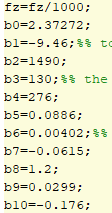 fz=fz/1000;
b0=2.37272;
b1=-9.46;%% to
b2=1490;
b3=130;%% the
b4=276;
b5=0.0886;
b6=0.00402;%%
b7=-0.0615;
b8=1.2;
b9=0.0299;
b10=-0.176;